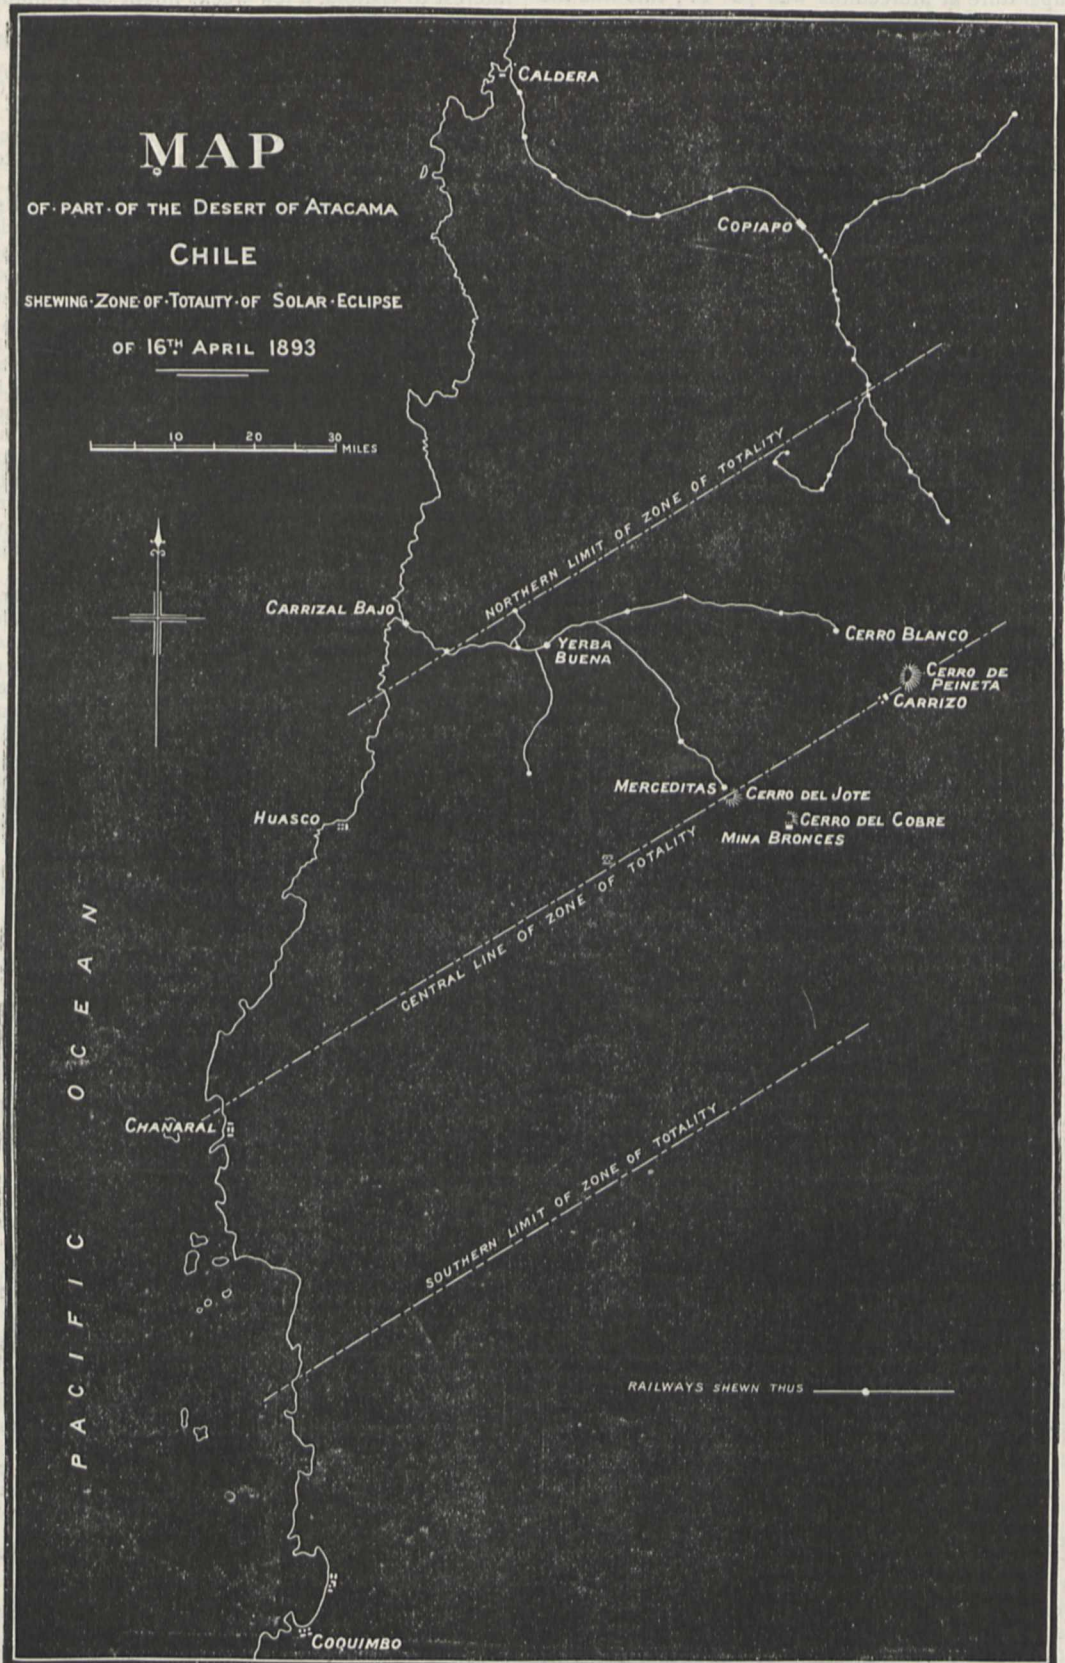 MAP
OF · PART · OF THE DESERT OF ATACAMA
CHILE
SHEWING · ZONE · OF · TOTALITY · OF SOLAR · ECLIPSE
OF 16TH APRIL 1893
10 20 30 MILES
CALDERA
COPIAPO
NORTHERN LIMIT OF ZONE OF TOTALITY
CARRIZAL BAJO
YERBA
BUENA
CERRO BLANCO
CERRO DE
PEINETA
CARRIZO
MERCEDITAS
CERRO DEL JOTE
CERRO DEL COBRE
MINA BRONCES
HUASCO
CENTRAL LINE OF ZONE OF TOTALITY
PACIFIC OCEAN
CHAÑARAL
SOUTHERN LIMIT OF ZONE OF TOTALITY
RAILWAYS SHEWN THUS
COQUIMBO